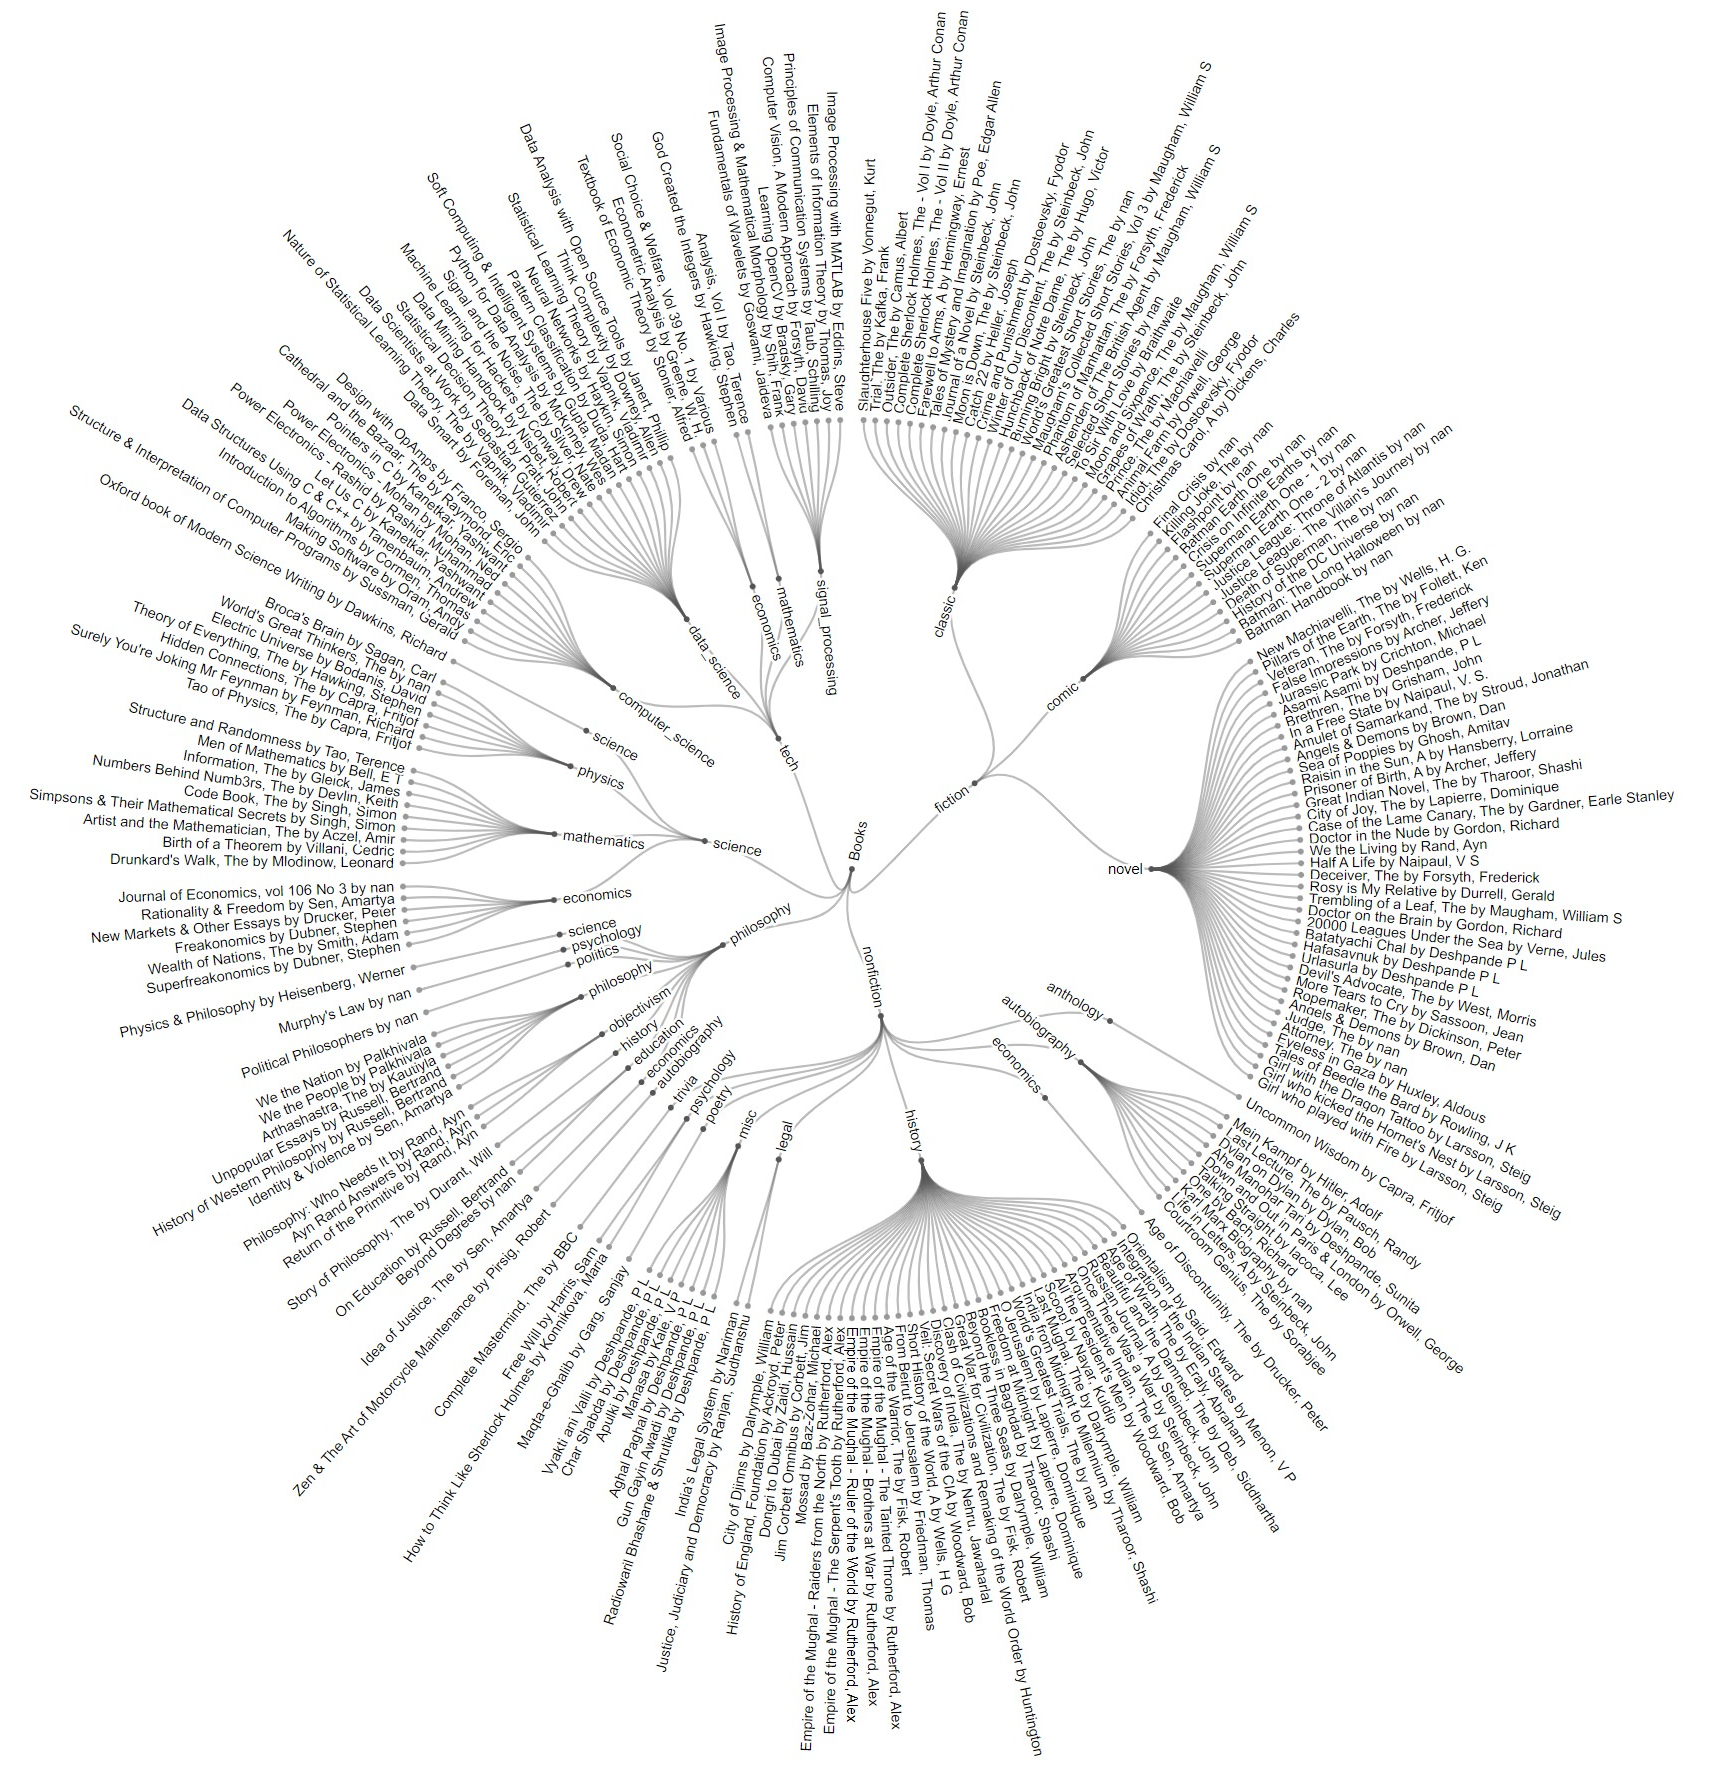 Books
fiction
classic
Slaughterhouse Five by Vonnegut, Kurt
Trial, The by Kafka, Frank
Outsider, The by Camus, Albert
Complete Sherlock Holmes, The - Vol I by Doyle, Arthur Conan
Complete Sherlock Holmes, The - Vol II by Doyle, Arthur Conan
Farewell to Arms, A by Hemingway, Ernest
Tales of Mystery and Imagination by Poe, Edgar Allen
Journal of a Novel by Steinbeck, John
Moon is Down, The by Steinbeck, John
Catch 22 by Heller, Joseph
Crime and Punishment by Dostoevsky, Fyodor
Winter of Our Discontent, The by Steinbeck, John
Hunchback of Notre Dame, The by Hugo, Victor
Burning Bright by Steinbeck, John
World's Greatest Short Stories, The by nan
Maugham's Collected Short Stories, Vol 3 by Maugham, William S
Phantom of Manhattan, The by Forsyth, Frederick
Ashenden of The British Agent by Maugham, William S
Selected Short Stories by nan
To Sir With Love by Braithwaite
Moon and Sixpence, The by Maugham, William S
Grapes of Wrath, The by Steinbeck, John
Prince, The by Machiavelli
Animal Farm by Orwell, George
Idiot, The by Dostoevsky, Fyodor
Christmas Carol, A by Dickens, Charles
comic
Final Crisis by nan
Killing Joke, The by nan
Flashpoint by nan
Batman Earth One by nan
Crisis on Infinite Earths by nan
Superman Earth One - 1 by nan
Superman Earth One - 2 by nan
Justice League: Throne of Atlantis by nan
Justice League: The Villain's Journey by nan
Death of Superman, The by nan
History of the DC Universe by nan
Batman: The Long Halloween by nan
Batman Handbook by nan
novel
New Machiavelli, The by Wells, H. G.
Pillars of the Earth, The by Follett, Ken
Veteran, The by Forsyth, Frederick
False Impressions by Archer, Jeffery
Jurassic Park by Crichton, Michael
Asami Asami by Deshpande, P L
Brethren, The by Grisham, John
In a Free State by Naipaul, V. S.
Amulet of Samarkand, The by Stroud, Jonathan
Angels & Demons by Brown, Dan
Sea of Poppies by Ghosh, Amitav
Raisin in the Sun, A by Hansberry, Lorraine
Prisoner of Birth, A by Archer, Jeffery
Great Indian Novel, The by Tharoor, Shashi
City of Joy, The by Lapierre, Dominique
Case of the Lame Canary, The by Gardner, Earle Stanley
Doctor in the Nude by Gordon, Richard
We the Living by Rand, Ayn
Half A Life by Naipaul, V S
Deceiver, The by Forsyth, Frederick
Rosy is My Relative by Durrell, Gerald
Trembling of a Leaf, The by Maugham, William S
Doctor on the Brain by Gordon, Richard
20000 Leagues Under the Sea by Verne, Jules
Batatyachi Chal by Deshpande P L
Hafasavnuk by Deshpande P L
Urlasurla by Deshpande P L
Devil's Advocate, The by West, Morris
More Tears to Cry by Sassoon, Jean
Ropemaker, The by Dickinson, Peter
Angels & Demons by Brown, Dan
Judge, The by nan
Attorney, The by nan
Eyeless in Gaza by Huxley, Aldous
Tales of Beedle the Bard by Rowling, J K
Girl with the Dragon Tattoo by Larsson, Steig
Girl who kicked the Hornet's Nest by Larsson, Steig
Girl who played with Fire by Larsson, Steig
nonfiction
anthology
Uncommon Wisdom by Capra, Fritjof
autobiography
Mein Kampf by Hitler, Adolf
Last Lecture, The by Pausch, Randy
Dylan on Dylan by Dylan, Bob
Ahe Manohar Tari by Deshpande, Sunita
Down and Out in Paris & London by Orwell, George
Talking Straight by Iacoca, Lee
One by Bach, Richard
Karl Marx Biography by nan
Life in Letters, A by Steinbeck, John
Courtroom Genius, The by Sorabjee
economics
Age of Discontuinity, The by Drucker, Peter
history
Orientalism by Said, Edward
Integration of the Indian States by Menon, V P
Age of Wrath, The by Eraly, Abraham
Beautiful and the Damned, The by Deb, Siddhartha
Russian Journal, A by Steinbeck, John
Once There Was a War by Steinbeck, John
Argumentative Indian, The by Sen, Amartya
All the President's Men by Woodward, Bob
Scoop! by Nayar, Kuldip
Last Mughal, The by Dalrymple, William
India from Midnight to Milennium by Tharoor, Shashi
World's Greatest Trials, The by nan
O Jerusalem! by Lapierre, Dominique
Freedom at Midnight by Lapierre, Dominique
Bookless in Baghdad by Tharoor, Shashi
Beyond the Three Seas by Dalrymple, William
Great War for Civilization, The by Fisk, Robert
Clash of Civilizations and Remaking of the World Order by Huntington
Discovery of India, The by Nehru, Jawaharlal
Veil: Secret Wars of the CIA by Woodward, Bob
Short History of the World, A by Wells, H G
From Beirut to Jerusalem by Friedman, Thomas
Age of the Warrior, The by Fisk, Robert
Empire of the Mughal - The Tainted Throne by Rutherford, Alex
Empire of the Mughal - Brothers at War by Rutherford, Alex
Empire of the Mughal - Ruler of the World by Rutherford, Alex
Empire of the Mughal - The Serpent's Tooth by Rutherford, Alex
Empire of the Mughal - Raiders from the North by Rutherford, Alex
Mossad by Baz-Zohar, Michael
Jim Corbett Omnibus by Corbett, Jim
Dongri to Dubai by Zaidi, Hussain
History of England, Foundation by Ackroyd, Peter
City of Djinns by Dalrymple, William
legal
India's Legal System by Nariman
Justice, Judiciary and Democracy by Ranjan, Sudhanshu
misc
Radiowaril Bhashane & Shrutika by Deshpande, P L
Gun Gayin Awadi by Deshpande, P L
Aghal Paghal by Deshpande, P L
Manasa by Kale, V P
Apulki by Deshpande, P L
Char Shabda by Deshpande, P L
Vyakti ani Valli by Deshpande, P L
Maqta-e-Ghalib by Garg, Sanjay
poetry
psychology
How to Think Like Sherlock Holmes by Konnikova, Maria
Free Will by Harris, Sam
trivia
Complete Mastermind, The by BBC
philosophy
autobiography
Zen & The Art of Motorcycle Maintenance by Pirsig, Robert
economics
Idea of Justice, The by Sen, Amartya
education
Beyond Degrees by nan
On Education by Russell, Bertrand
history
Story of Philosophy, The by Durant, Will
objectivism
Return of the Primitive by Rand, Ayn
Ayn Rand Answers by Rand, Ayn
Philosophy: Who Needs It by Rand, Ayn
philosophy
Identity & Violence by Sen, Amartya
History of Western Philosophy by Russell, Bertrand
Unpopular Essays by Russell, Bertrand
Arthashastra, The by Kautilya
We the People by Palkhivala
We the Nation by Palkhivala
politics
Political Philosophers by nan
psychology
Murphy's Law by nan
science
Physics & Philosophy by Heisenberg, Werner
science
economics
Superfreakonomics by Dubner, Stephen
Wealth of Nations, The by Smith, Adam
Freakonomics by Dubner, Stephen
New Markets & Other Essays by Drucker, Peter
Rationality & Freedom by Sen, Amartya
Journal of Economics, vol 106 No 3 by nan
mathematics
Drunkard's Walk, The by Mlodinow, Leonard
Birth of a Theorem by Villani, Cedric
Artist and the Mathematician, The by Aczel, Amir
Simpsons & Their Mathematical Secrets by Singh, Simon
Code Book, The by Singh, Simon
Numbers Behind Numb3rs, The by Devlin, Keith
Information, The by Gleick, James
Men of Mathematics by Bell, E T
Structure and Randomness by Tao, Terence
physics
Tao of Physics, The by Capra, Fritjof
Surely You're Joking Mr Feynman by Feynman, Richard
Hidden Connections, The by Capra, Fritjof
Theory of Everything, The by Hawking, Stephen
Electric Universe by Bodanis, David
World's Great Thinkers, The by nan
Broca's Brain by Sagan, Carl
science
Oxford book of Modern Science Writing by Dawkins, Richard
tech
computer_science
Structure & Interpretation of Computer Programs by Sussman, Gerald
Making Software by Oram, Andy
Introduction to Algorithms by Cormen, Thomas
Data Structures Using C & C++ by Tanenbaum, Andrew
Let Us C by Kanetkar, Yashwant
Power Electronics - Rashid by Rashid, Muhammad
Power Electronics - Mohan by Mohan, Ned
Pointers in C by Kanetkar, Yashwant
Cathedral and the Bazaar, The by Raymond, Eric
Design with OpAmps by Franco, Sergio
data_science
Data Smart by Foreman, John
Nature of Statistical Learning Theory, The by Vapnik, Vladimir
Data Scientists at Work by Sebastian Gutierrez
Statistical Decision Theory' by Pratt, John
Data Mining Handbook by Nisbet, Robert
Machine Learning for Hackers by Conway, Drew
Signal and the Noise, The by Silver, Nate
Python for Data Analysis by McKinney, Wes
Soft Computing & Intelligent Systems by Gupta, Madan
Pattern Classification by Duda, Hart
Neural Networks by Haykin, Simon
Statistical Learning Theory by Vapnik, Vladimir
Think Complexity by Downey, Allen
Data Analysis with Open Source Tools by Janert, Phillip
economics
Textbook of Economic Theory by Stonier, Alfred
Econometric Analysis by Greene, W. H.
Social Choice & Welfare, Vol 39 No. 1 by Various
mathematics
God Created the Integers by Hawking, Stephen
Analysis, Vol I by Tao, Terence
signal_processing
Fundamentals of Wavelets by Goswami, Jaideva
Image Processing & Mathematical Morphology by Shih, Frank
Learning OpenCV by Bradsky, Gary
Computer Vision, A Modern Approach by Forsyth, David
Principles of Communication Systems by Taub, Schilling
Elements of Information Theory by Thomas, Joy
Image Processing with MATLAB by Eddins, Steve